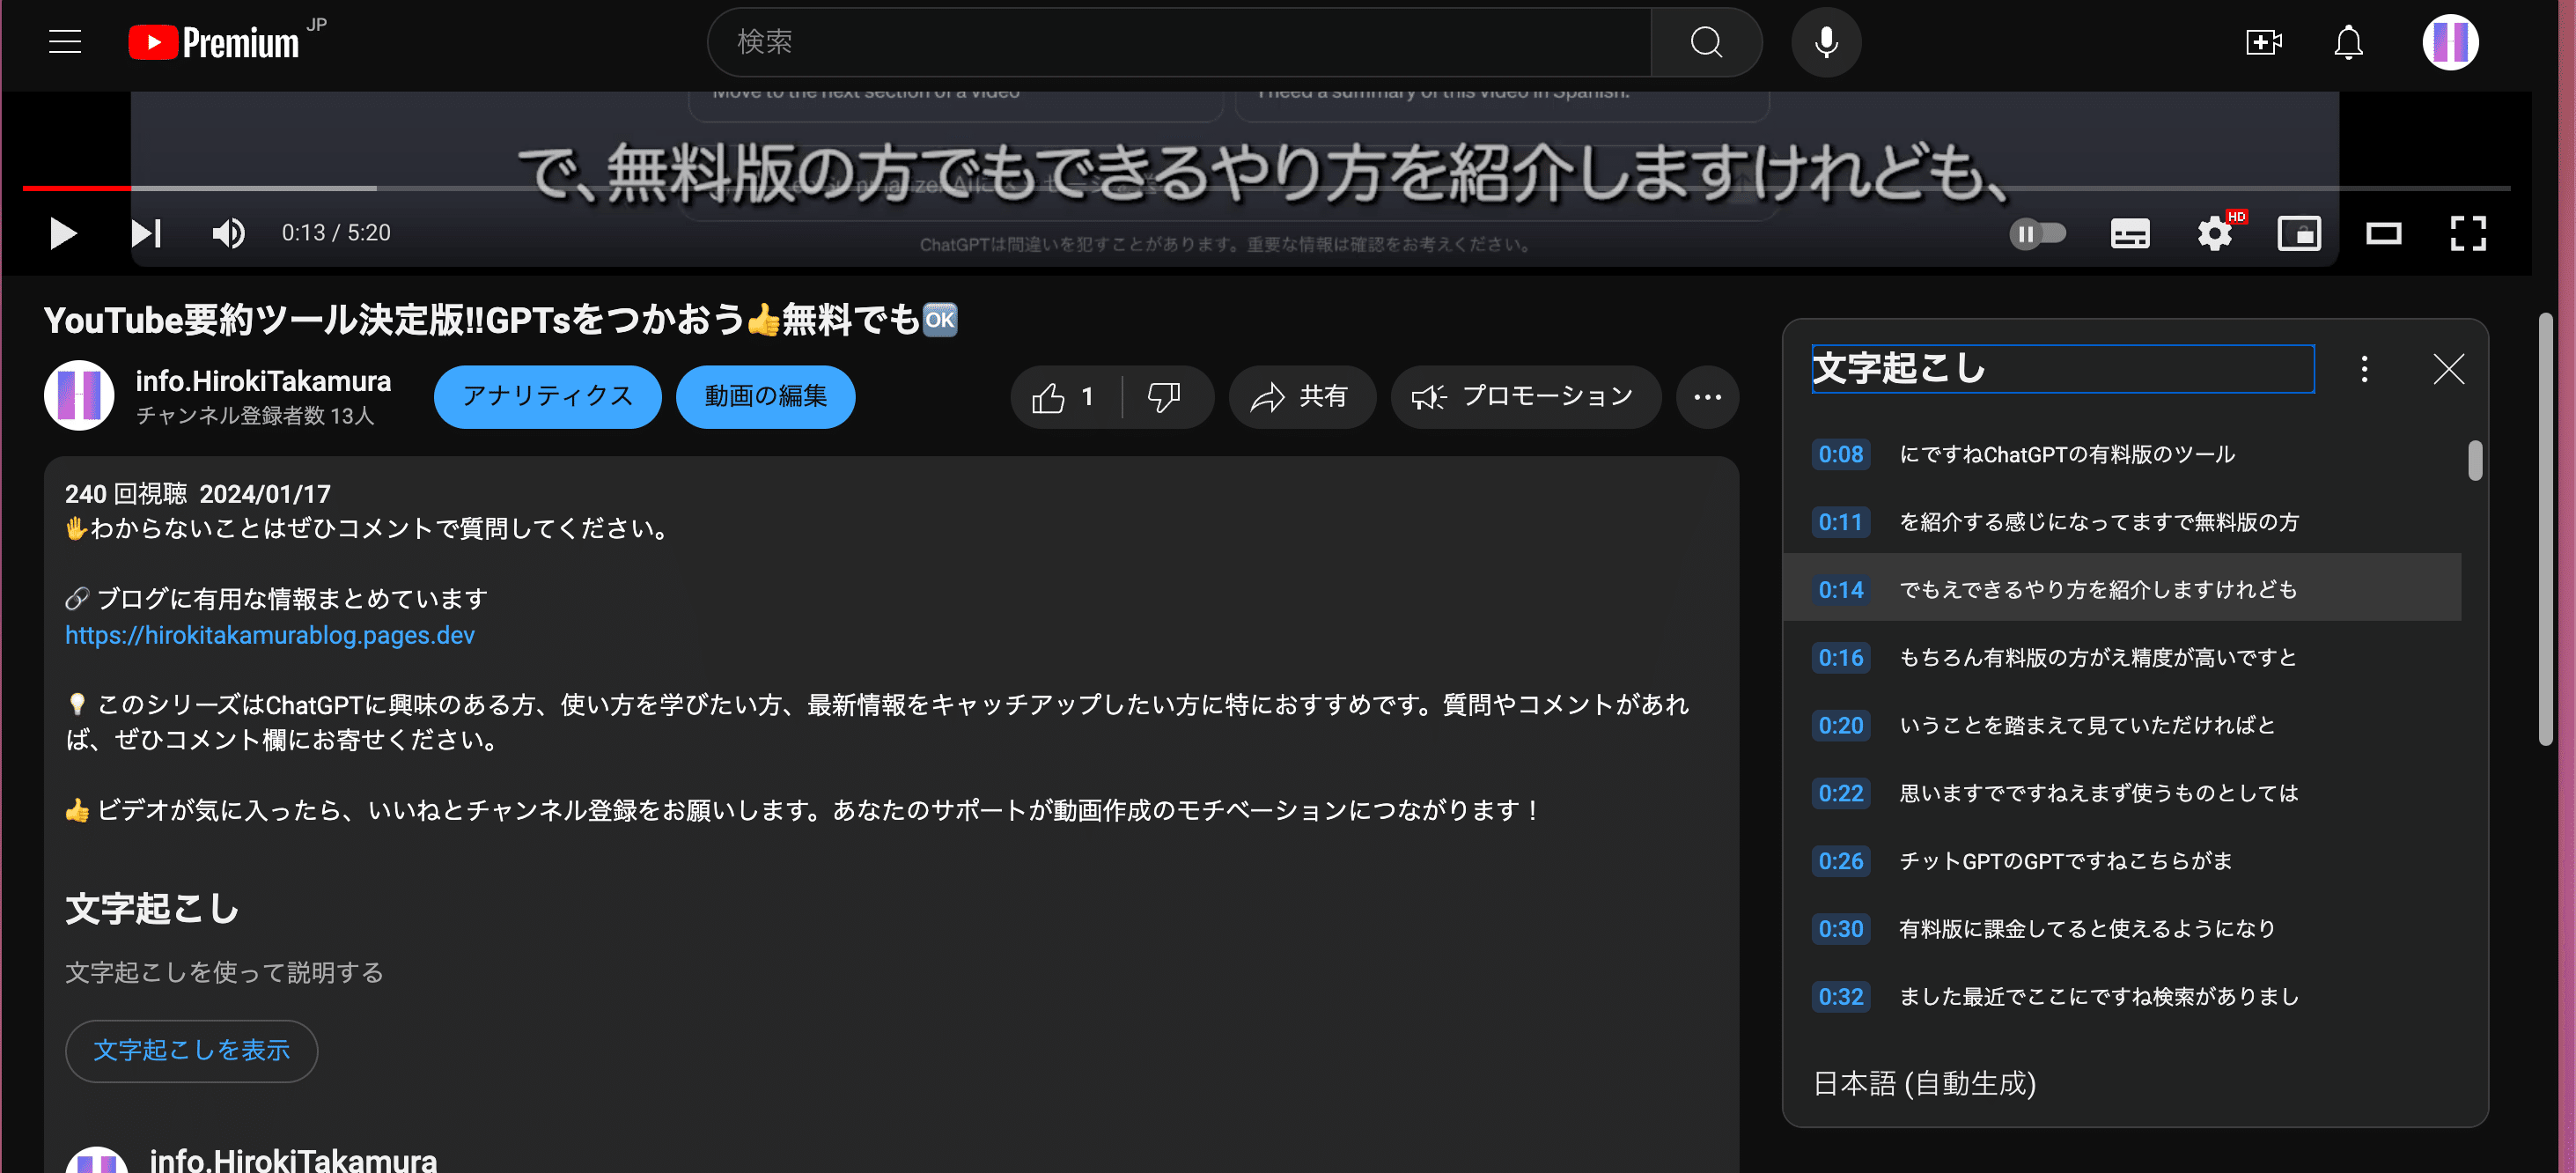 Premium JP
検索
Move to the next section of a video
I need a summary of this video in Spanish.
で、無料版の方でもできるやり方を紹介しますけれども、
0:13 / 5:20
HD
ChatGPTは間違いを犯すことがあります。重要な情報は確認をお考えください。
YouTube要約ツール決定版!!GPTsをつかおう👍無料でも🆗
info.HirokiTakamura
チャンネル登録者数 13人
アナリティクス
動画の編集
1
共有
プロモーション
240 回視聴 2024/01/17
🖐わからないことはぜひコメントで質問してください。
🔗 ブログに有用な情報まとめています
https://hirokitakamurablog.pages.dev
💡 このシリーズはChatGPTに興味のある方、使い方を学びたい方、最新情報をキャッチアップしたい方に特におすすめです。質問やコメントがあれ
ば、ぜひコメント欄にお寄せください。
👍 ビデオが気に入ったら、いいねとチャンネル登録をお願いします。あなたのサポートが動画作成のモチベーションにつながります！
文字起こし
文字起こしを使って説明する
文字起こしを表示
info.HirokiTakamura
文字起こし
0:08 にですねChatGPTの有料版のツール
0:11 を紹介する感じになってますで無料版の方
0:14 でもえできるやり方を紹介しますけれども
0:16 もちろん有料版の方がえ精度が高いですと
0:20 いうことを踏まえて見ていただければと
0:22 思いますでですねえまず使うものとしては
0:26 チットGPTのGPTですねこちらがま
0:30 有料版に課金してると使えるようになり
0:32 ました最近でここにですね検索がありまし
日本語 (自動生成)